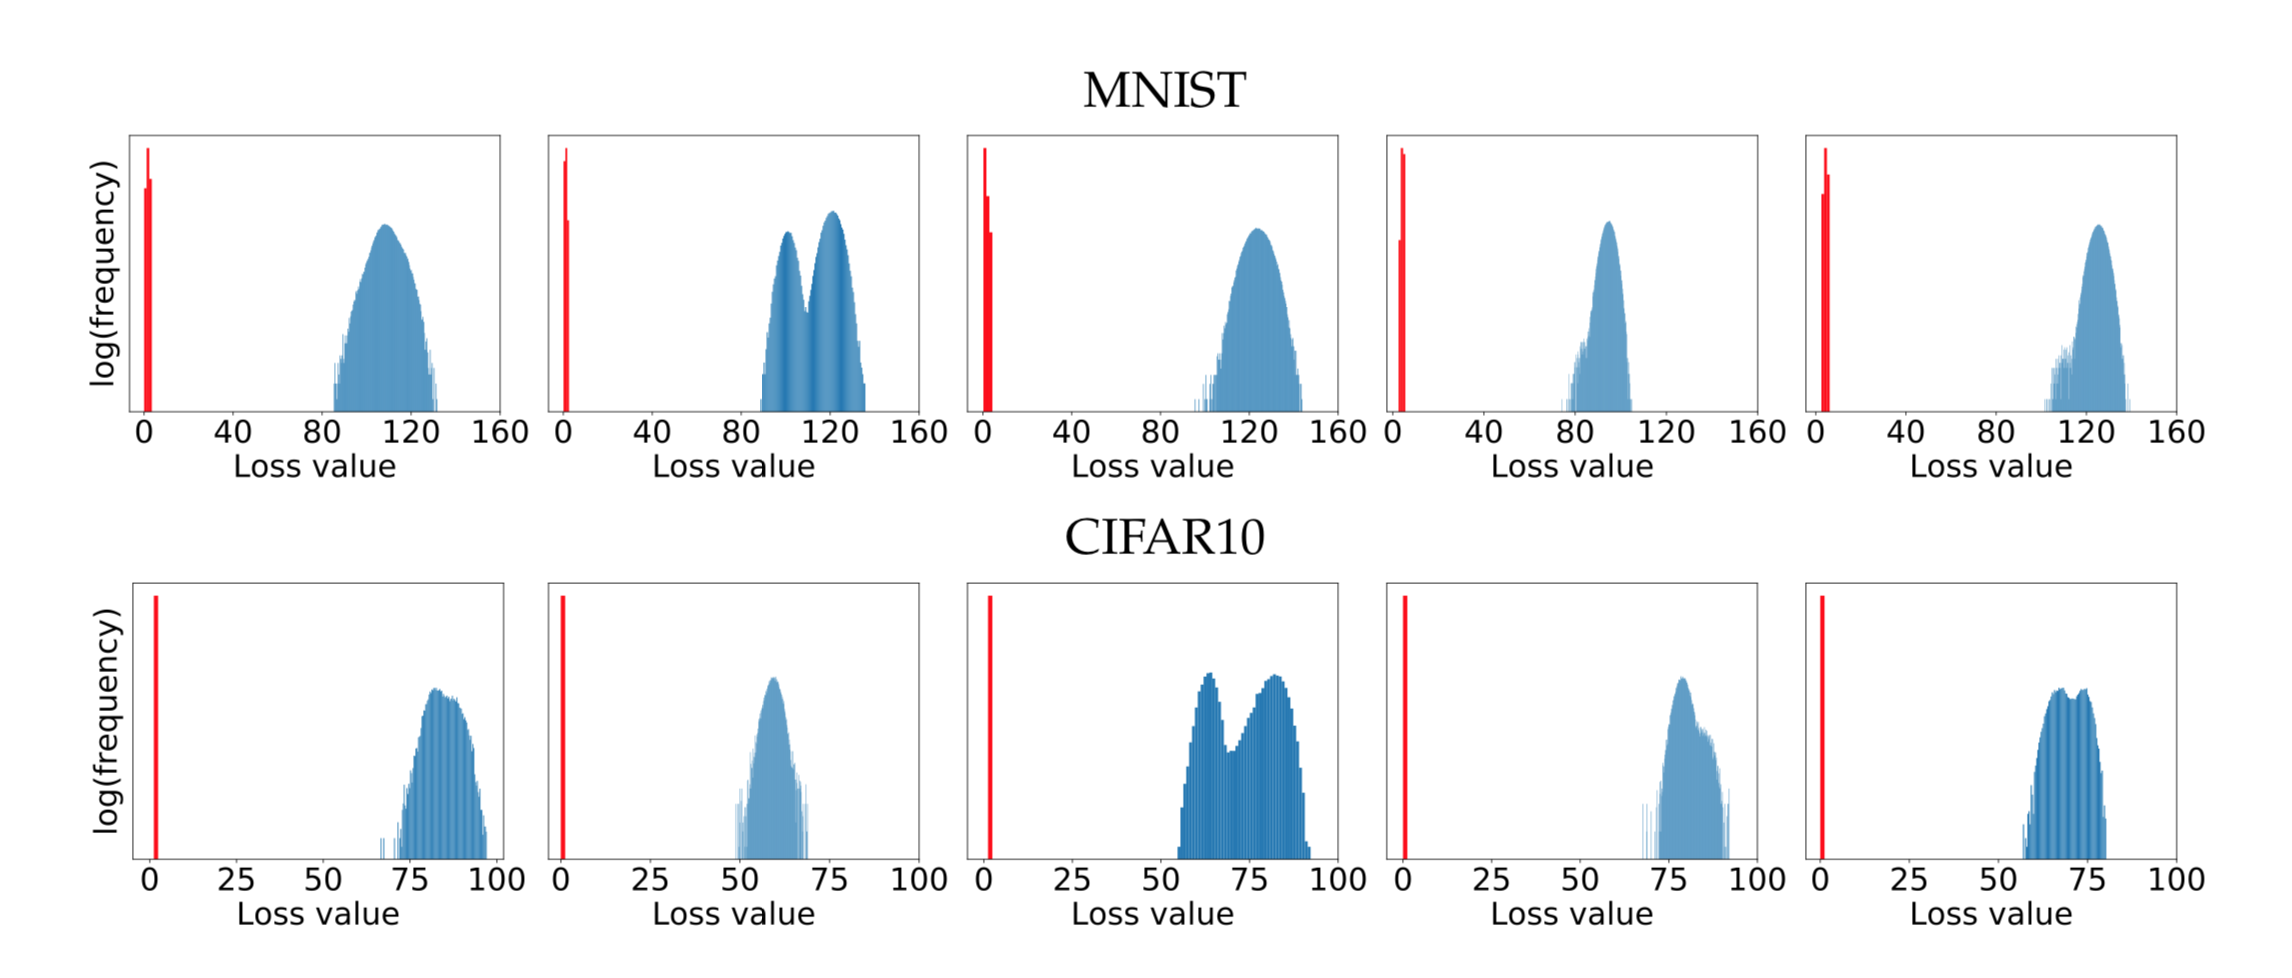 MNIST
log(frequency)
0 40 80 120 160 0 40 80 120 160 0 40 80 120 160 0 40 80 120 160 0 40 80 120 160
Loss value Loss value Loss value Loss value Loss value
CIFAR10
log(frequency)
0 25 50 75 100 0 25 50 75 100 0 25 50 75 100 0 25 50 75 100 0 25 50 75 100
Loss value Loss value Loss value Loss value Loss value